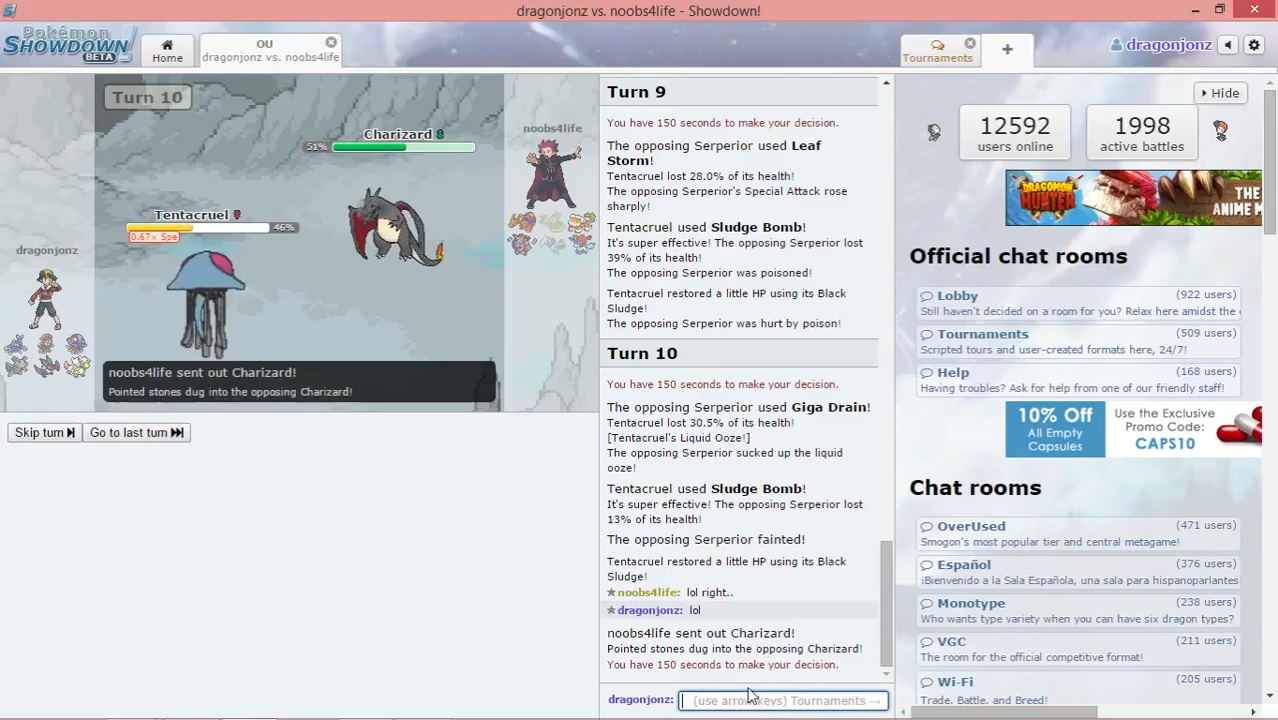 dragonjonz vs. noobs4life - Showdown!
Pokémon
SHOWDOWN
BETA
Home
OU
dragonjonz vs. noobs4life
Tournaments
+
dragonjonz
Turn 10
Charizard
51%
Tentacruel
46%
0.67× Spe
dragonjonz
noobs4life
noobs4life sent out Charizard!
Pointed stones dug into the opposing Charizard!
Skip turn
Go to last turn
Turn 9
You have 150 seconds to make your decision.
The opposing Serperior used Leaf
Storm!
Tentacruel lost 28.0% of its health!
The opposing Serperior's Special Attack rose
sharply!
Tentacruel used Sludge Bomb!
It's super effective! The opposing Serperior lost
39% of its health!
The opposing Serperior was poisoned!
Tentacruel restored a little HP using its Black
Sludge!
The opposing Serperior was hurt by poison!
Turn 10
You have 150 seconds to make your decision.
The opposing Serperior used Giga Drain!
Tentacruel lost 30.5% of its health!
[Tentacruel's Liquid Ooze!]
The opposing Serperior sucked up the liquid
ooze!
Tentacruel used Sludge Bomb!
It's super effective! The opposing Serperior lost
13% of its health!
The opposing Serperior fainted!
Tentacruel restored a little HP using its Black
Sludge!
★noobs4life: lol right..
★dragonjonz: lol
noobs4life sent out Charizard!
Pointed stones dug into the opposing Charizard!
You have 150 seconds to make your decision.
dragonjonz: (use arrow keys) Tournaments →
Hide
12592
users online
1998
active battles
DRAGOMON
HUNTER
THE
ANIME M
Official chat rooms
Lobby (922 users)
Still haven't decided on a room for you? Relax here amidst the
Tournaments (509 users)
Scripted tours and user-created formats here, 24/7!
Help (168 users)
Having troubles? Ask for help from one of our friendly staff!
10% Off
All Empty
Capsules
Use the Exclusive
Promo Code:
CAPS10
Chat rooms
OverUsed (471 users)
Smogon's most popular tier and central metagame!
Español (376 users)
¡Bienvenido a la Sala Española, una sala para hispanoparlantes
Monotype (238 users)
Who wants type variety when you can have six dragon types?
VGC (211 users)
The room for the official competitive format!
Wi-Fi (205 users)
Trade, Battle, and Breed!